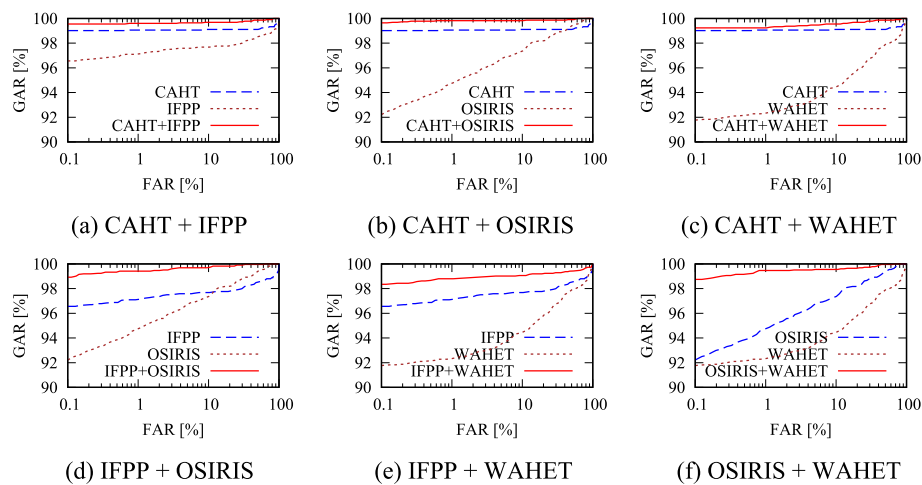 GAR [%]
100
98
96
94
92
90
CAHT
IFPP
CAHT+IFPP
0.1 1 10 100
FAR [%]
(a) CAHT + IFPP
GAR [%]
100
98
96
94
92
90
CAHT
OSIRIS
CAHT+OSIRIS
0.1 1 10 100
FAR [%]
(b) CAHT + OSIRIS
GAR [%]
100
98
96
94
92
90
CAHT
WAHET
CAHT+WAHET
0.1 1 10 100
FAR [%]
(c) CAHT + WAHET
GAR [%]
100
98
96
94
92
90
IFPP
OSIRIS
IFPP+OSIRIS
0.1 1 10 100
FAR [%]
(d) IFPP + OSIRIS
GAR [%]
100
98
96
94
92
90
IFPP
WAHET
IFPP+WAHET
0.1 1 10 100
FAR [%]
(e) IFPP + WAHET
GAR [%]
100
98
96
94
92
90
OSIRIS
WAHET
OSIRIS+WAHET
0.1 1 10 100
FAR [%]
(f) OSIRIS + WAHET